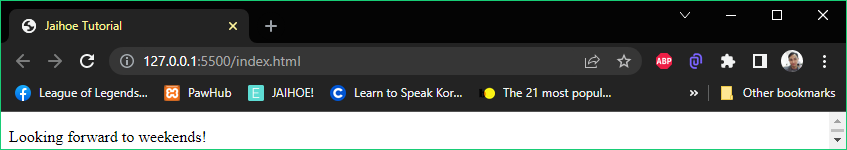 Jaihoe Tutorial
127.0.0.1:5500/index.html
ABP
League of Legends... PawHub E JAIHOE! C Learn to Speak Kor... The 21 most popul... » Other bookmarks
Looking forward to weekends!